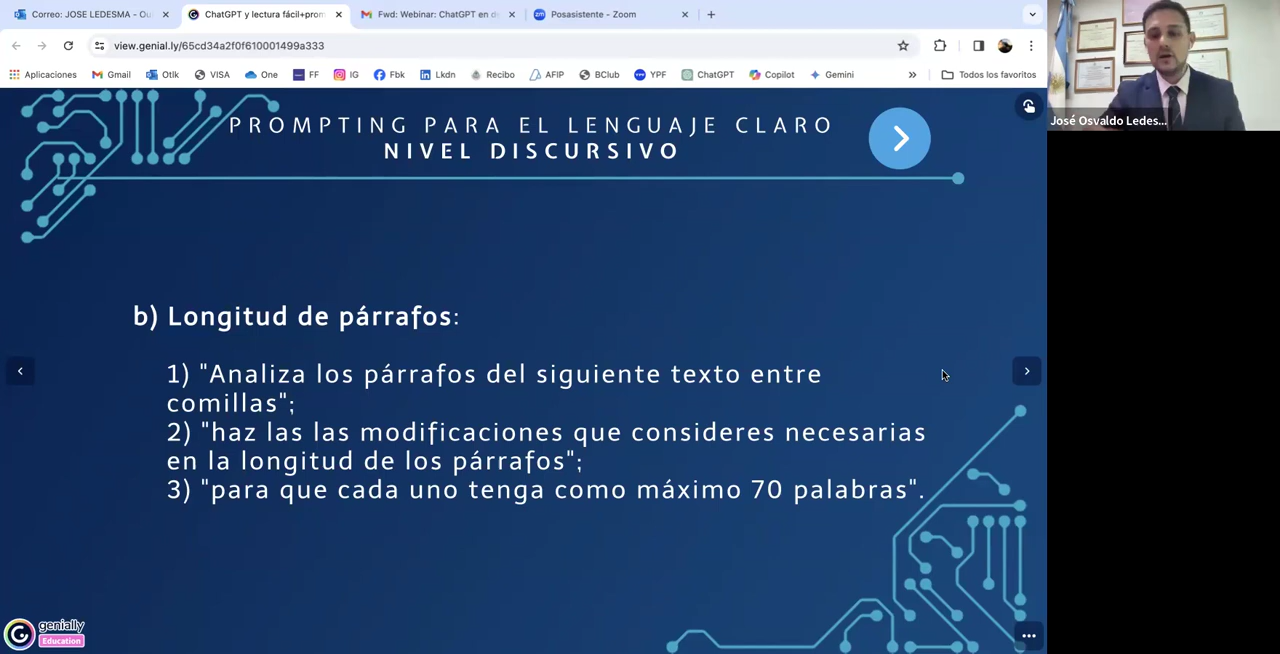 Correo: JOSE LEDESMA - Ou
ChatGPT y lectura fácil+prom
Fwd: Webinar: ChatGPT en d
Posasistente - Zoom
view.genial.ly/65cd34a2f0f610001499a333
Aplicaciones
Gmail
Otlk
VISA
One
FF
IG
Fbk
Lkdn
Recibo
AFIP
BClub
YPF
ChatGPT
Copilot
Gemini
Todos los favoritos
José Osvaldo Ledes...
PROMPTING PARA EL LENGUAJE CLARO
NIVEL DISCURSIVO
b) Longitud de párrafos:
1) "Analiza los párrafos del siguiente texto entre
comillas";
2) "haz las las modificaciones que consideres necesarias
en la longitud de los párrafos";
3) "para que cada uno tenga como máximo 70 palabras".
genially
Education